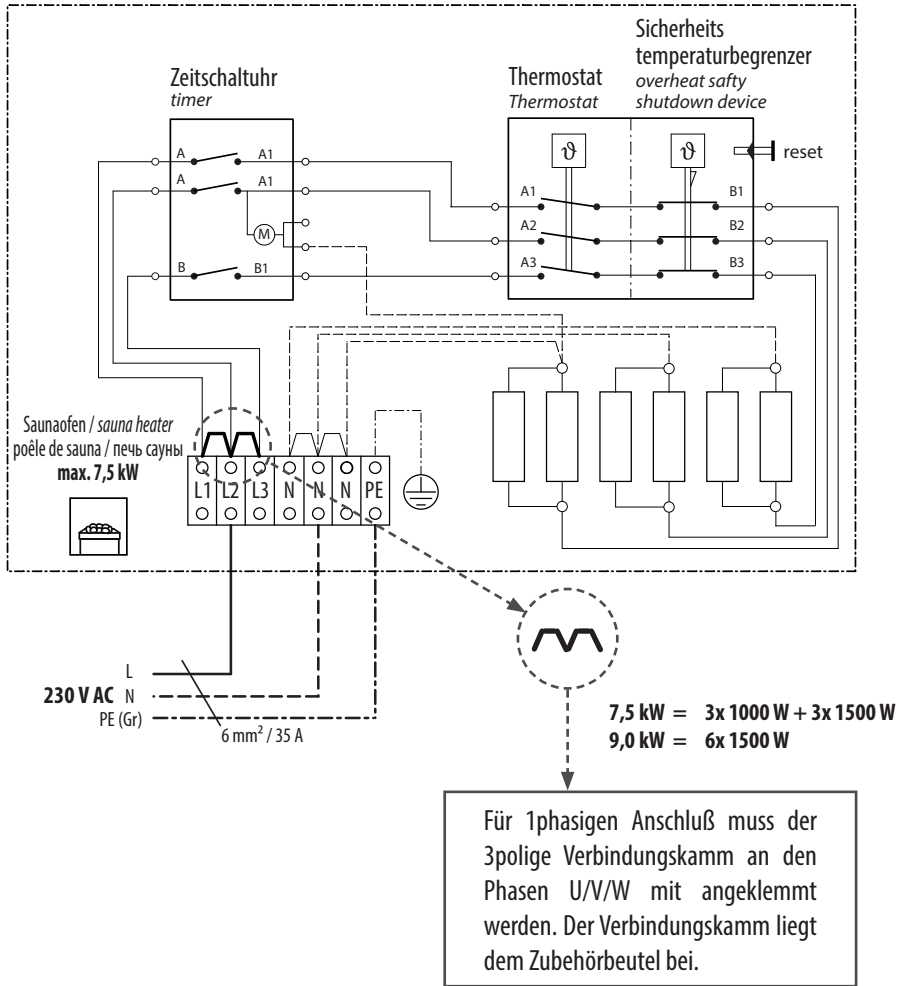 Sicherheits
temperaturbegrenzer
overheat safty
shutdown device
Zeitschaltuhr
timer
Thermostat
Thermostat
ϑ
ϑ
reset
A
A1
A
A1
M
B
B1
A1
A2
A3
B1
B2
B3
Saunaofen / sauna heater
poêle de sauna / печь сауны
max. 7,5 kW
L1 L2 L3 N N N PE
L
230 V AC N
PE (Gr)
6 mm² / 35 A
7,5 kW = 3x 1000 W + 3x 1500 W
9,0 kW = 6x 1500 W
Für 1phasigen Anschluß muss der
3polige Verbindungskamm an den
Phasen U/V/W mit angeklemmt
werden. Der Verbindungskamm liegt
dem Zubehörbeutel bei.